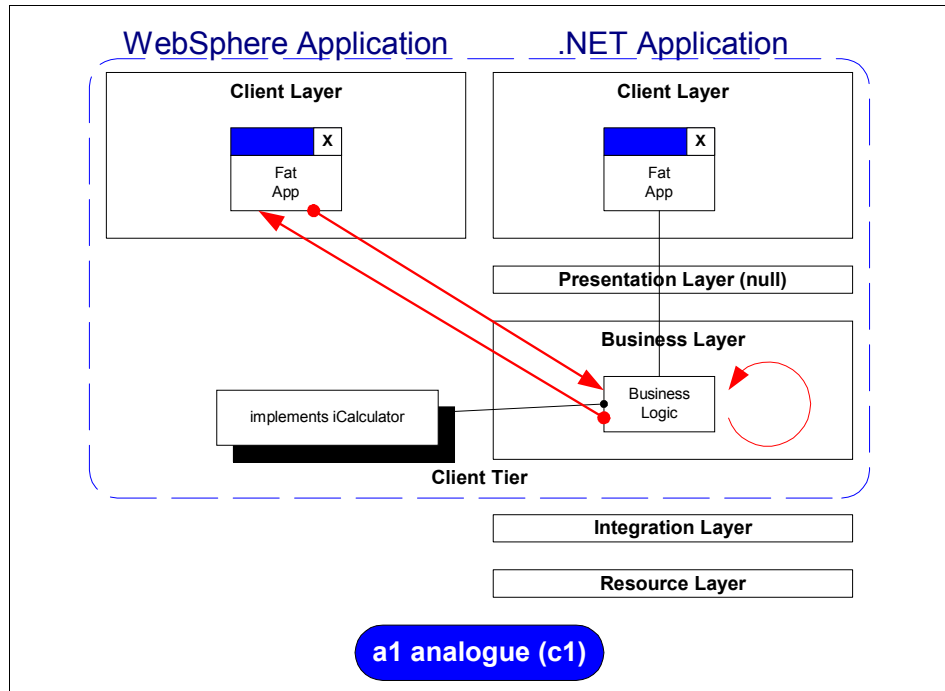 WebSphere Application
.NET Application
Client Layer
X
Fat
App
Client Layer
X
Fat
App
Presentation Layer (null)
Business Layer
Business
Logic
implements iCalculator
Client Tier
Integration Layer
Resource Layer
a1 analogue (c1)